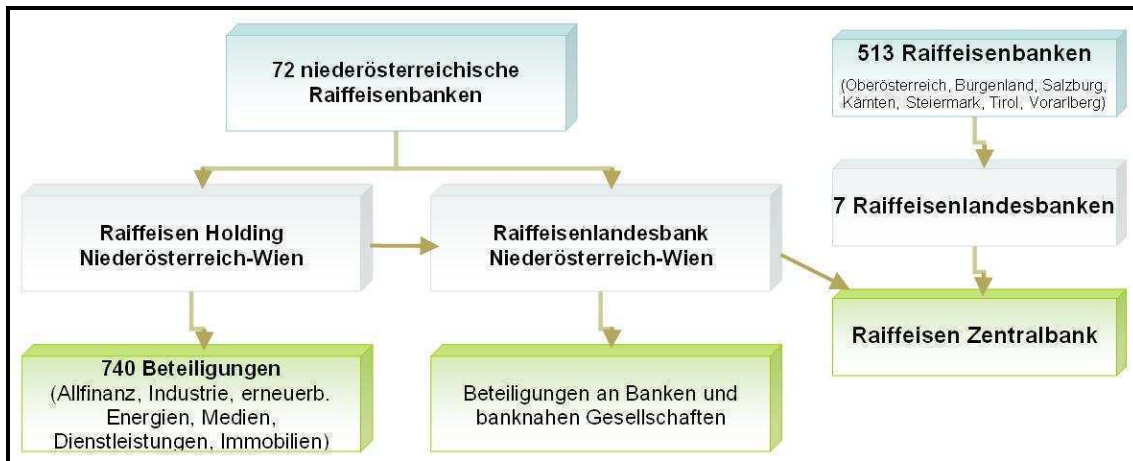 72 niederösterreichische
Raiffeisenbanken
513 Raiffeisenbanken
(Oberösterreich, Burgenland, Salzburg,
Kärnten, Steiermark, Tirol, Vorarlberg)
Raiffeisen Holding
Niederösterreich-Wien
Raiffeisenlandesbank
Niederösterreich-Wien
7 Raiffeisenlandesbanken
Raiffeisen Zentralbank
740 Beteiligungen
(Allfinanz, Industrie, erneuerb.
Energien, Medien,
Dienstleistungen, Immobilien)
Beteiligungen an Banken und
banknahen Gesellschaften